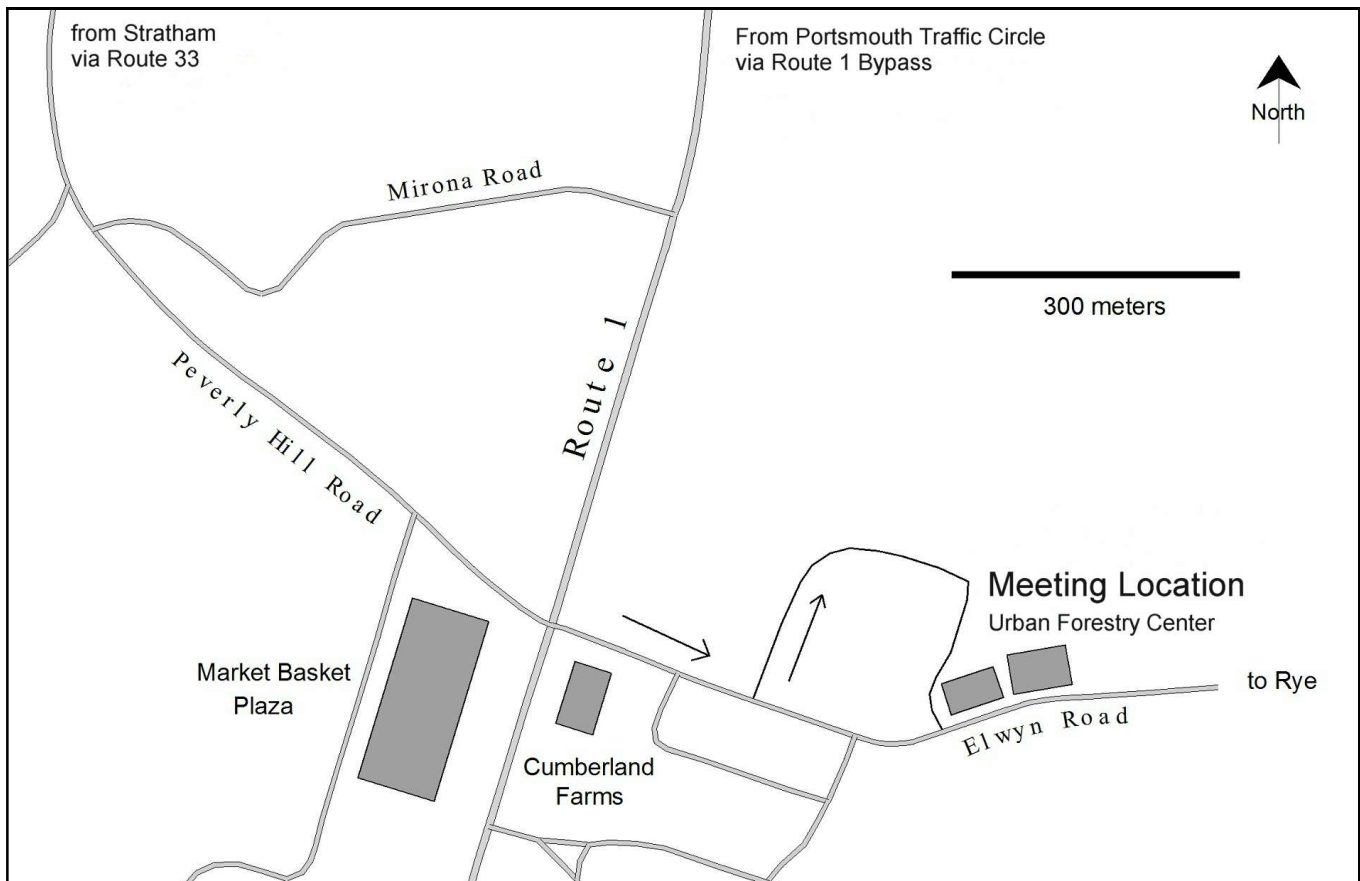 from Stratham
via Route 33
From Portsmouth Traffic Circle
via Route 1 Bypass
North
Mirona Road
300 meters
Route 1
Peverly Hill Road
Meeting Location
Urban Forestry Center
Market Basket
Plaza
to Rye
Elwyn Road
Cumberland
Farms